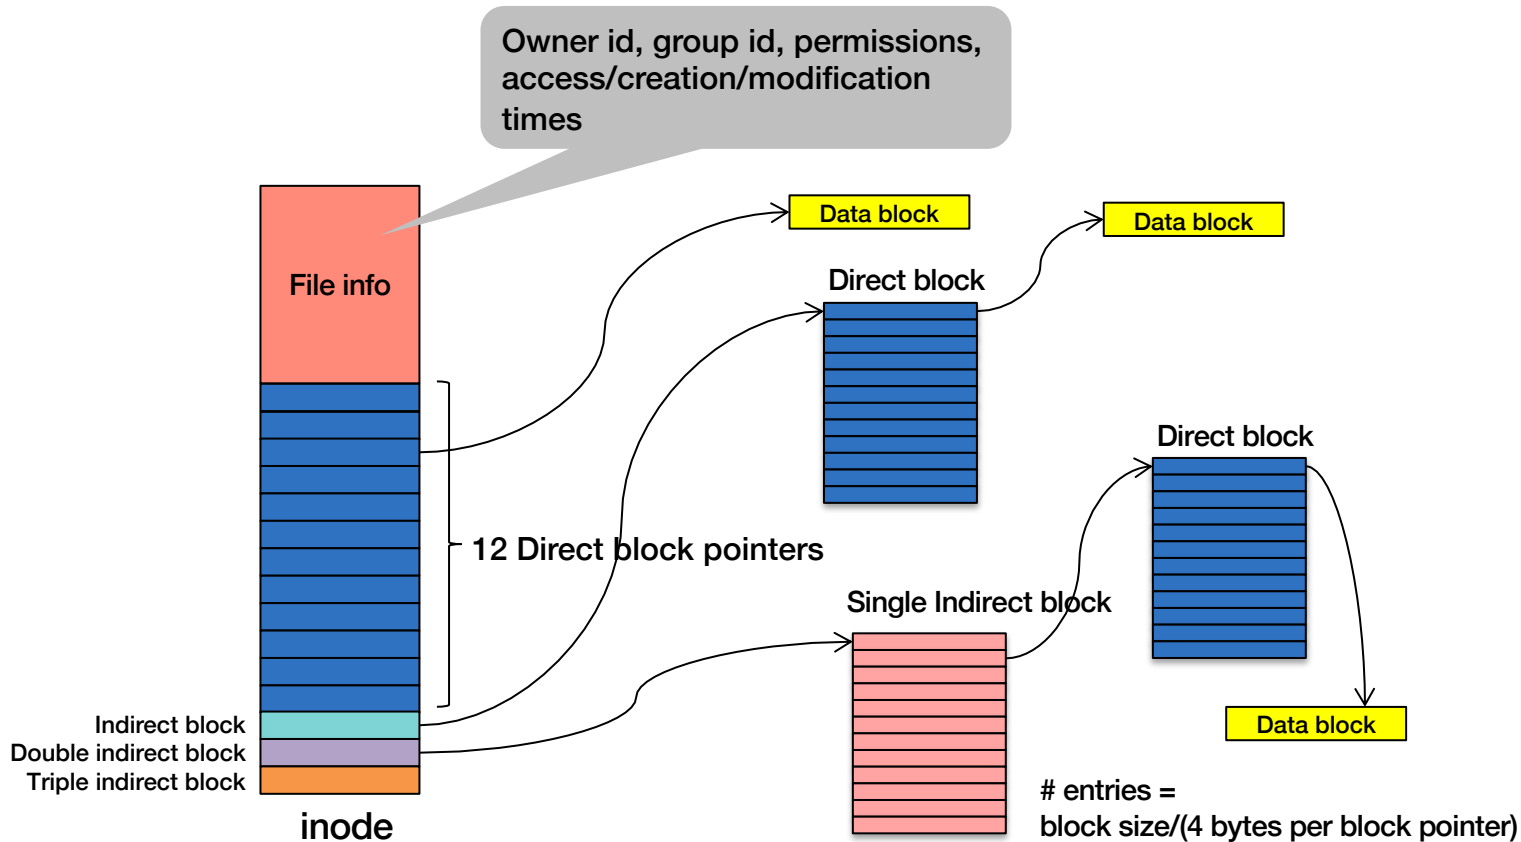 Owner id, group id, permissions,
access/creation/modification
times
Data block
Data block
File info
Direct block
Direct block
12 Direct block pointers
Single Indirect block
Indirect block
Double indirect block
Triple indirect block
Data block
inode
# entries =
block size/(4 bytes per block pointer)